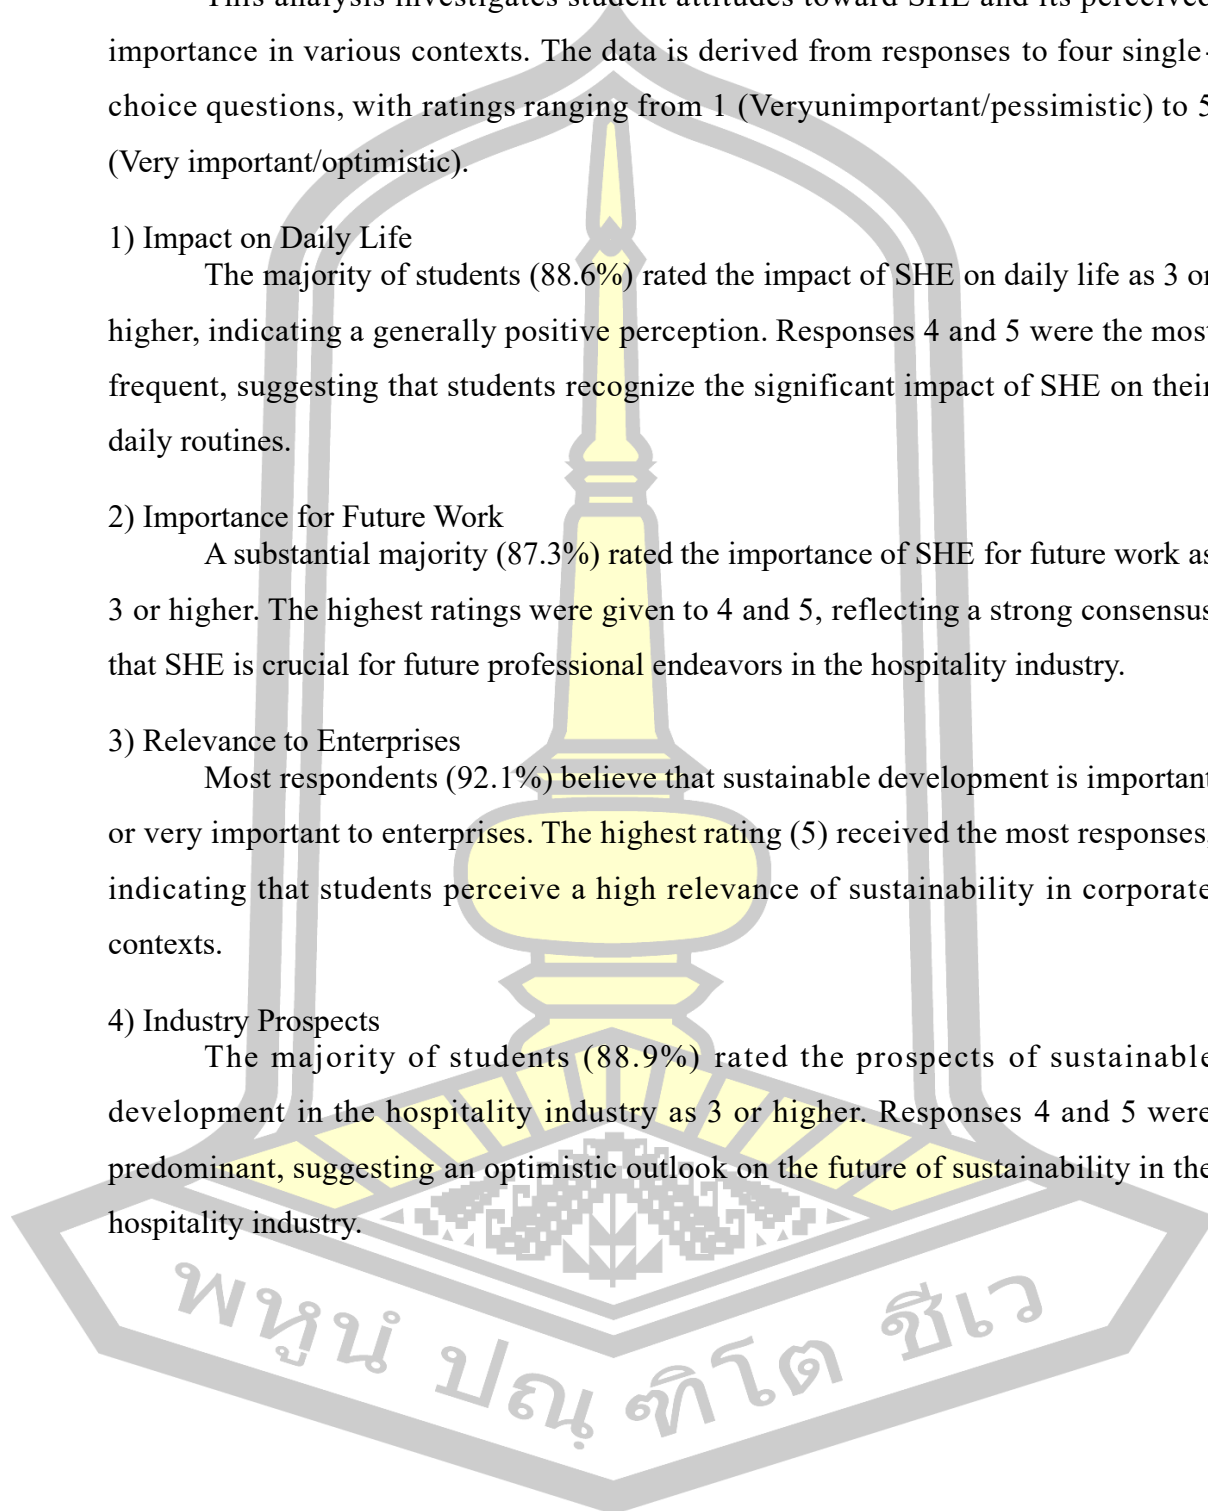 This analysis investigates student attitudes toward SHE and its perceived
importance in various contexts. The data is derived from responses to four single-
choice questions, with ratings ranging from 1 (Veryunimportant/pessimistic) to 5
(Very important/optimistic).
1) Impact on Daily Life
The majority of students (88.6%) rated the impact of SHE on daily life as 3 or
higher, indicating a generally positive perception. Responses 4 and 5 were the most
frequent, suggesting that students recognize the significant impact of SHE on their
daily routines.
2) Importance for Future Work
A substantial majority (87.3%) rated the importance of SHE for future work as
3 or higher. The highest ratings were given to 4 and 5, reflecting a strong consensus
that SHE is crucial for future professional endeavors in the hospitality industry.
3) Relevance to Enterprises
Most respondents (92.1%) believe that sustainable development is important
or very important to enterprises. The highest rating (5) received the most responses,
indicating that students perceive a high relevance of sustainability in corporate
contexts.
4) Industry Prospects
The majority of students (88.9%) rated the prospects of sustainable
development in the hospitality industry as 3 or higher. Responses 4 and 5 were
predominant, suggesting an optimistic outlook on the future of sustainability in the
hospitality industry.
พหูนํ ปณฺฑิโต ชีเว